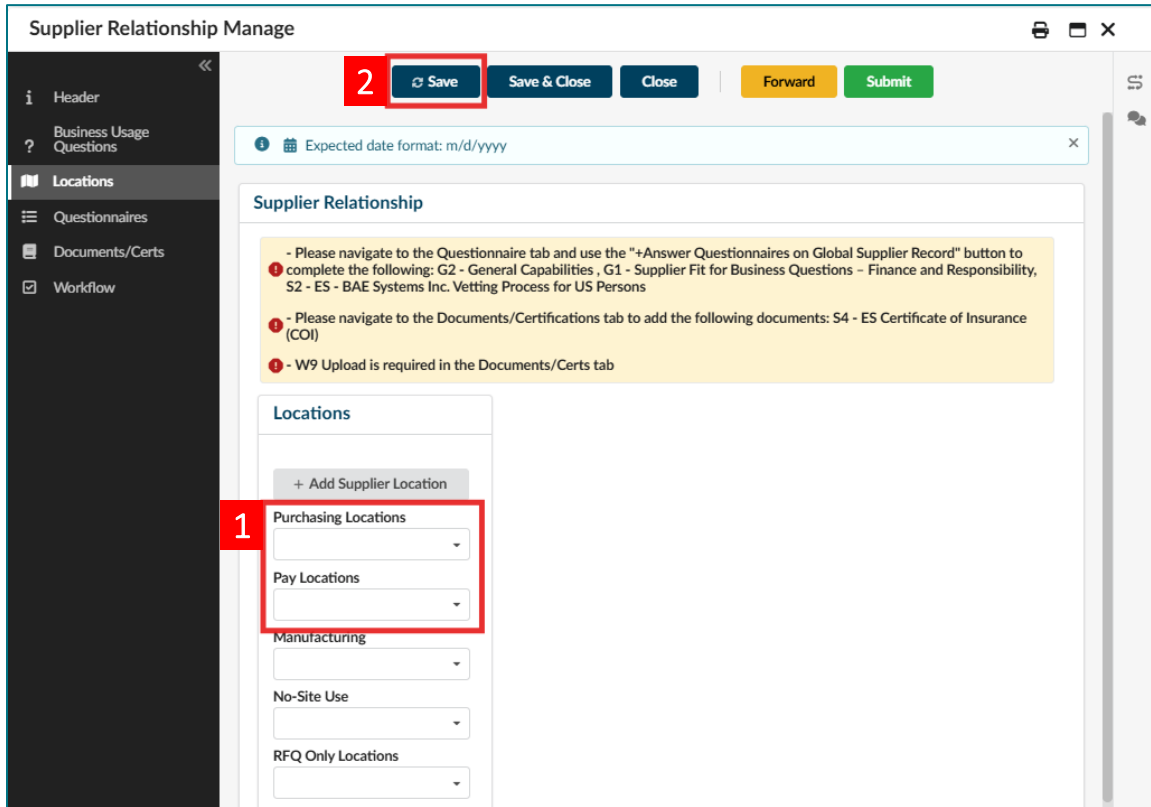 Supplier Relationship Manage
Header
Business Usage
Questions
Locations
Questionnaires
Documents/Certs
Workflow
2
Save
Save & Close
Close
Forward
Submit
Expected date format: m/d/yyyy
Supplier Relationship
- Please navigate to the Questionnaire tab and use the "+Answer Questionnaires on Global Supplier Record" button to
complete the following: G2 - General Capabilities , G1 - Supplier Fit for Business Questions – Finance and Responsibility,
S2 - ES - BAE Systems Inc. Vetting Process for US Persons
- Please navigate to the Documents/Certifications tab to add the following documents: S4 - ES Certificate of Insurance
(COI)
- W9 Upload is required in the Documents/Certs tab
Locations
+ Add Supplier Location
1
Purchasing Locations
Pay Locations
Manufacturing
No-Site Use
RFQ Only Locations